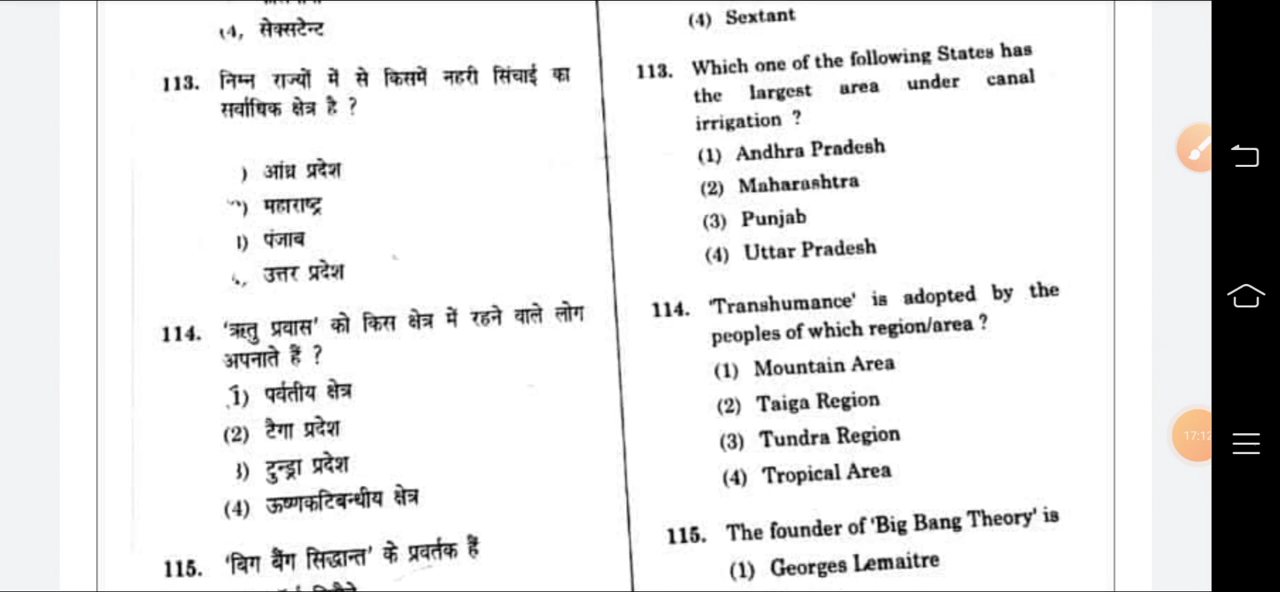 (4) सेक्सटेन्ट
113. निम्न राज्यों में से किसमें नहरी सिंचाई का
सर्वाधिक क्षेत्र है ?
) आंध्र प्रदेश
) महाराष्ट्र
) पंजाब
उत्तर प्रदेश
114. 'ऋतु प्रवास' को किस क्षेत्र में रहने वाले लोग
अपनाते हैं ?
1) पर्वतीय क्षेत्र
(2) टैगा प्रदेश
3) टुन्ड्रा प्रदेश
(4) ऊष्णकटिबन्धीय क्षेत्र
115. 'बिग बैंग सिद्धान्त' के प्रवर्तक हैं
(4) Sextant
113. Which one of the following States has
the largest area under canal
irrigation ?
(1) Andhra Pradesh
(2) Maharashtra
(3) Punjab
(4) Uttar Pradesh
114. 'Transhumance' is adopted by the
peoples of which region/area ?
(1) Mountain Area
(2) Taiga Region
(3) Tundra Region
(4) Tropical Area
115. The founder of 'Big Bang Theory' is
(1) Georges Lemaitre
17:12